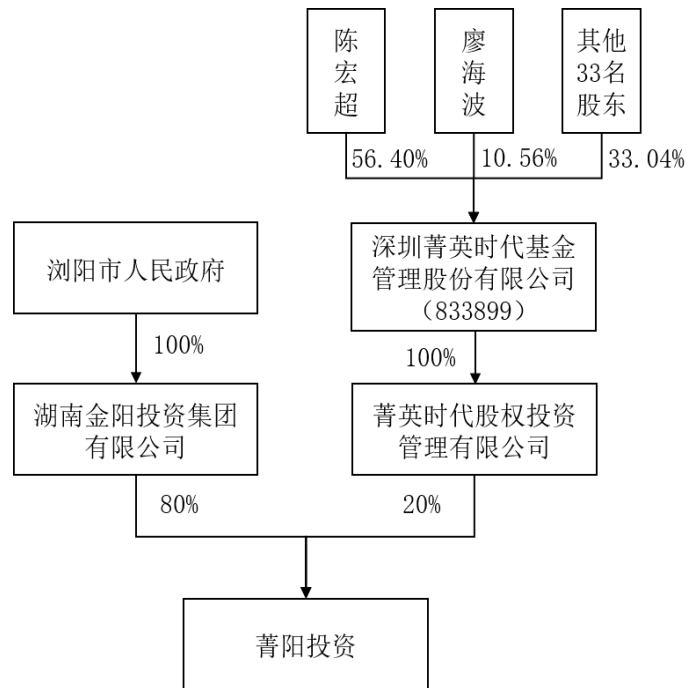 陈宏超
廖海波
其他
33名
股东
56.40%
10.56%
33.04%
浏阳市人民政府
深圳菁英时代基金
管理股份有限公司
（833899）
100%
100%
湖南金阳投资集团
有限公司
菁英时代股权投资
管理有限公司
80%
20%
菁阳投资